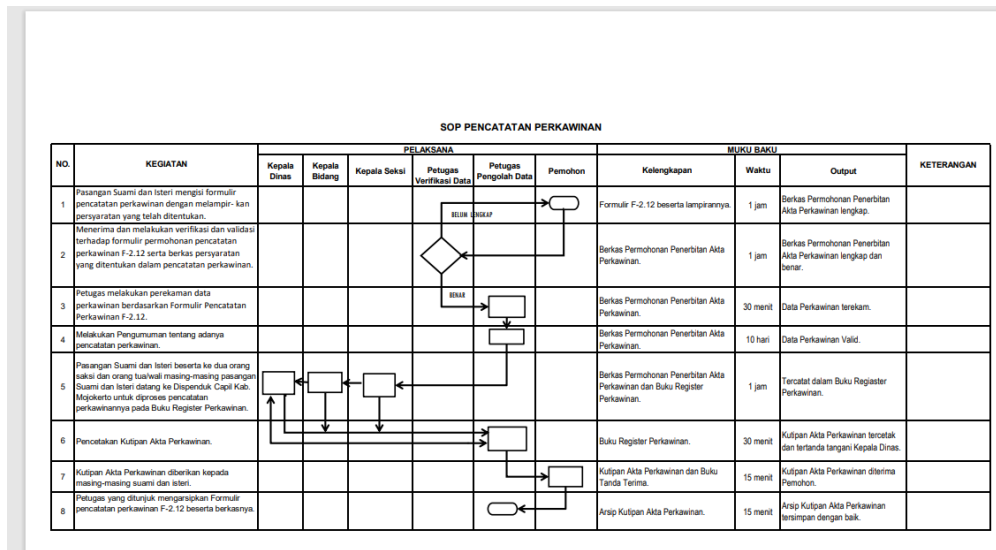 SOP PENCATATAN PERKAWINAN
NO.
KEGIATAN
PELAKSANA
MUKU BAKU
KETERANGAN
Kepala
Dinas
Kepala
Bidang
Kepala Seksi
Petugas
Verifikasi Data
Petugas
Pengolah Data
Pemohon
Kelengkapan
Waktu
Output
1
Pasangan Suami dan Isteri mengisi formulir
pencatatan perkawinan dengan melampir- kan
persyaratan yang telah ditentukan.
BELUM LENGKAP
Formulir F-2.12 beserta lampirannya.
1 jam
Berkas Permohonan Penerbitan
Akta Perkawinan lengkap.
2
Menerima dan melakukan verifikasi dan validasi
terhadap formulir permohonan pencatatan
perkawinan F-2.12 serta berkas persyaratan
yang ditentukan dalam pencatatan perkawinan.
Berkas Permohonan Penerbitan Akta
Perkawinan.
1 jam
Berkas Permohonan Penerbitan
Akta Perkawinan lengkap dan
benar.
3
Petugas melakukan perekaman data
perkawinan berdasarkan Formulir Pencatatan
Perkawinan F-2.12.
BENAR
Berkas Permohonan Penerbitan Akta
Perkawinan.
30 menit
Data Perkawinan terekam.
4
Melakukan Pengumuman tentang adanya
pencatatan perkawinan.
Berkas Permohonan Penerbitan Akta
Perkawinan.
10 hari
Data Perkawinan Valid.
5
Pasangan Suami dan Isteri beserta ke dua orang
saksi dan orang tua/wali masing-masing pasangan
Suami dan Isteri datang ke Dispenduk Capil Kab.
Mojokerto untuk diproses pencatatan
perkawinannya pada Buku Register Perkawinan.
Berkas Permohonan Penerbitan Akta
Perkawinan dan Buku Register
Perkawinan.
1 jam
Tercatat dalam Buku Regiaster
Perkawinan.
6
Pencetakan Kutipan Akta Perkawinan.
Buku Register Perkawinan.
30 menit
Kutipan Akta Perkawinan tercetak
dan tertanda tangani Kepala Dinas.
7
Kutipan Akta Perkawinan diberikan kepada
masing-masing suami dan isteri.
Kutipan Akta Perkawinan dan Buku
Tanda Terima.
15 menit
Kutipan Akta Perkawinan diterima
Pemohon.
8
Petugas yang ditunjuk mengarsipkan Formulir
pencatatan perkawinan F-2.12 beserta berkasnya.
Arsip Kutipan Akta Perkawinan.
15 menit
Arsip Kutipan Akta Perkawinan
tersimpan dengan baik.